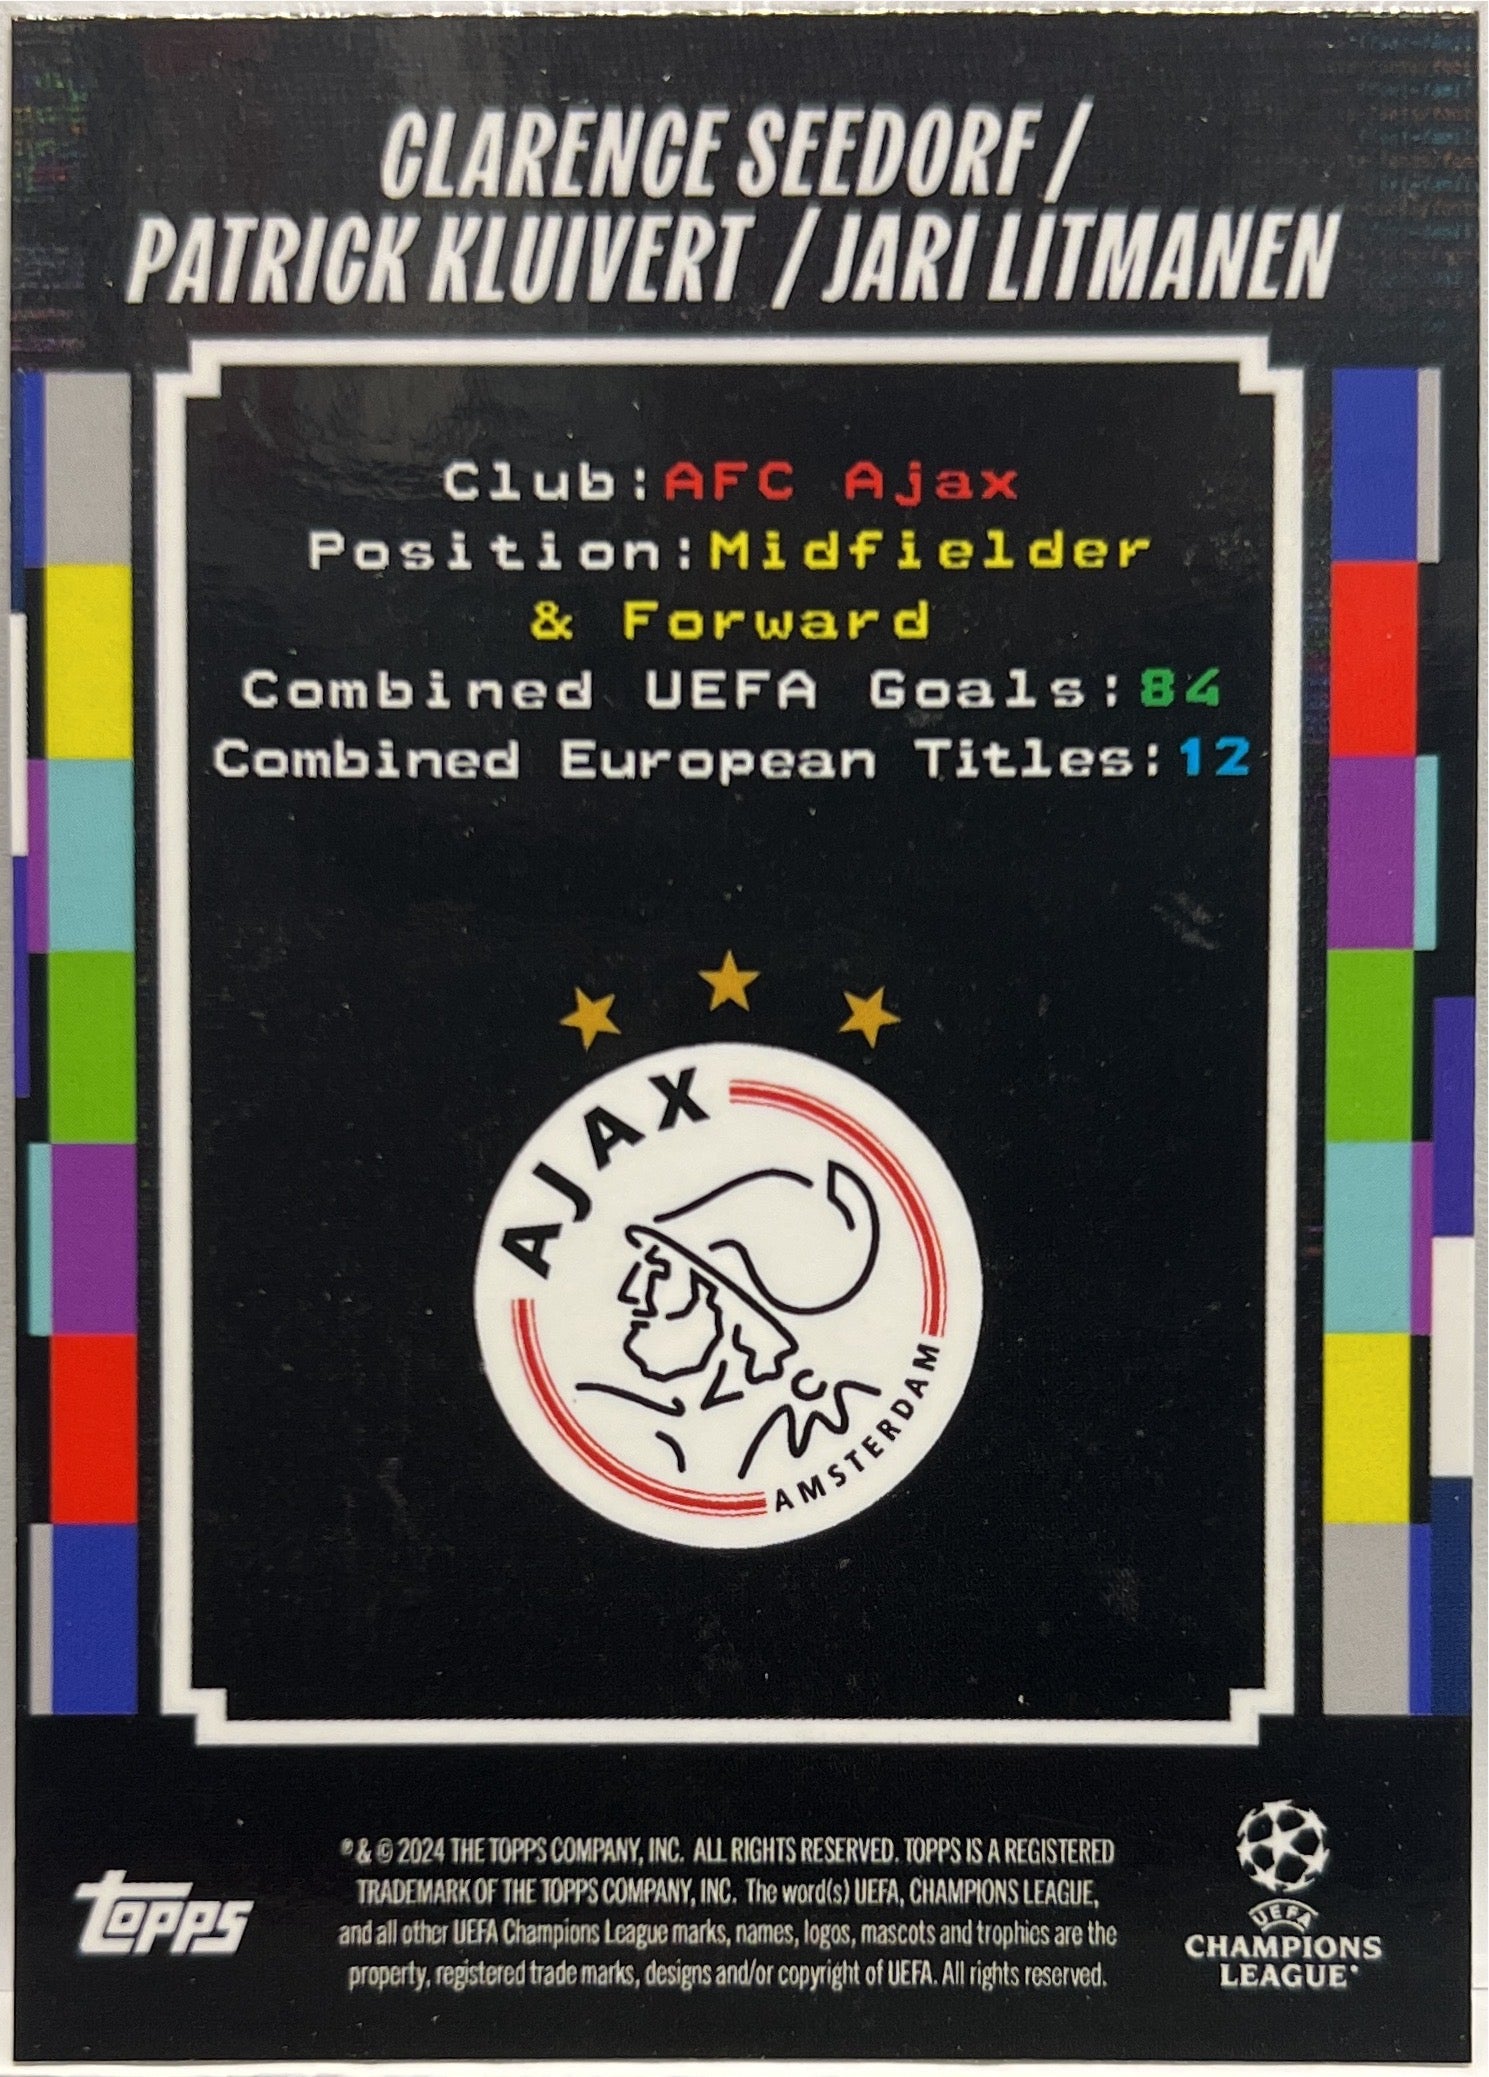 CLARENCE SEEDORF /
PATRICK KLUIVERT / JARI LITMANEN
Club:AFC Ajax
Position:Midfielder
& Forward
Combined UEFA Goals:84
Combined European Titles:12
AJAX
AMSTERDAM
® & © 2024 THE TOPPS COMPANY, INC. ALL RIGHTS RESERVED. TOPPS IS A REGISTERED
TRADEMARK OF THE TOPPS COMPANY, INC. The word(s) UEFA, CHAMPIONS LEAGUE,
and all other UEFA Champions League marks, names, logos, mascots and trophies are the
property, registered trade marks, designs and/or copyright of UEFA. All rights reserved.
Topps
UEFA
CHAMPIONS
LEAGUE®